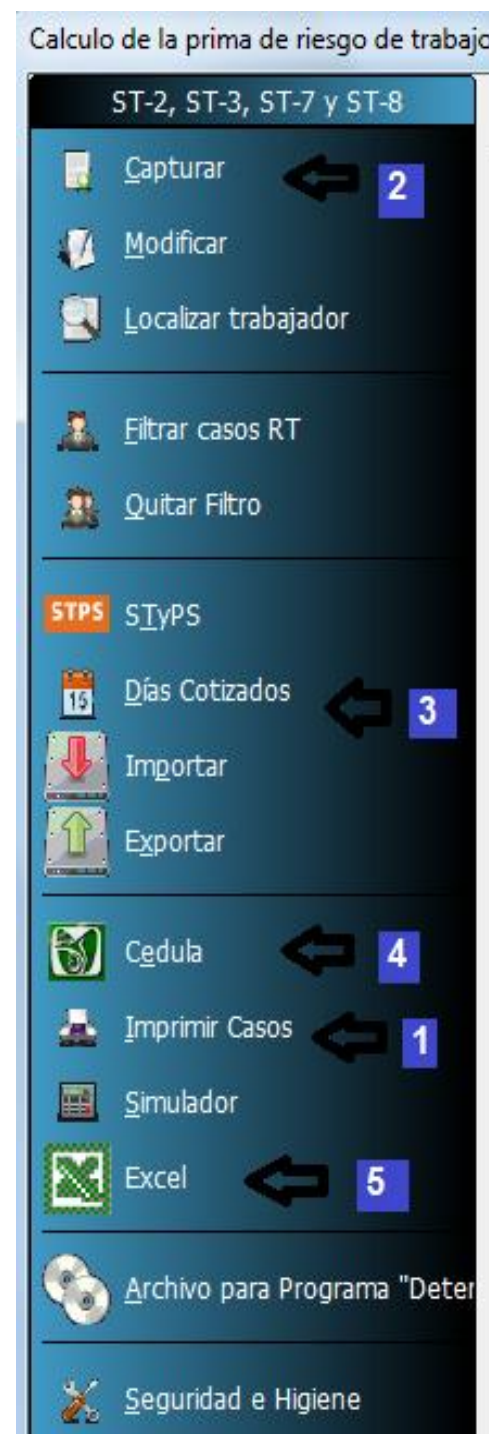 Calculo de la prima de riesgo de trabajo
ST-2, ST-3, ST-7 y ST-8
Capturar 2
Modificar
Localizar trabajador
Filtrar casos RT
Quitar Filtro
STPS STyPS
15 Días Cotizados 3
Importar
Exportar
Cedula 4
Imprimir Casos 1
Simulador
Excel 5
Archivo para Programa "Deter
Seguridad e Higiene